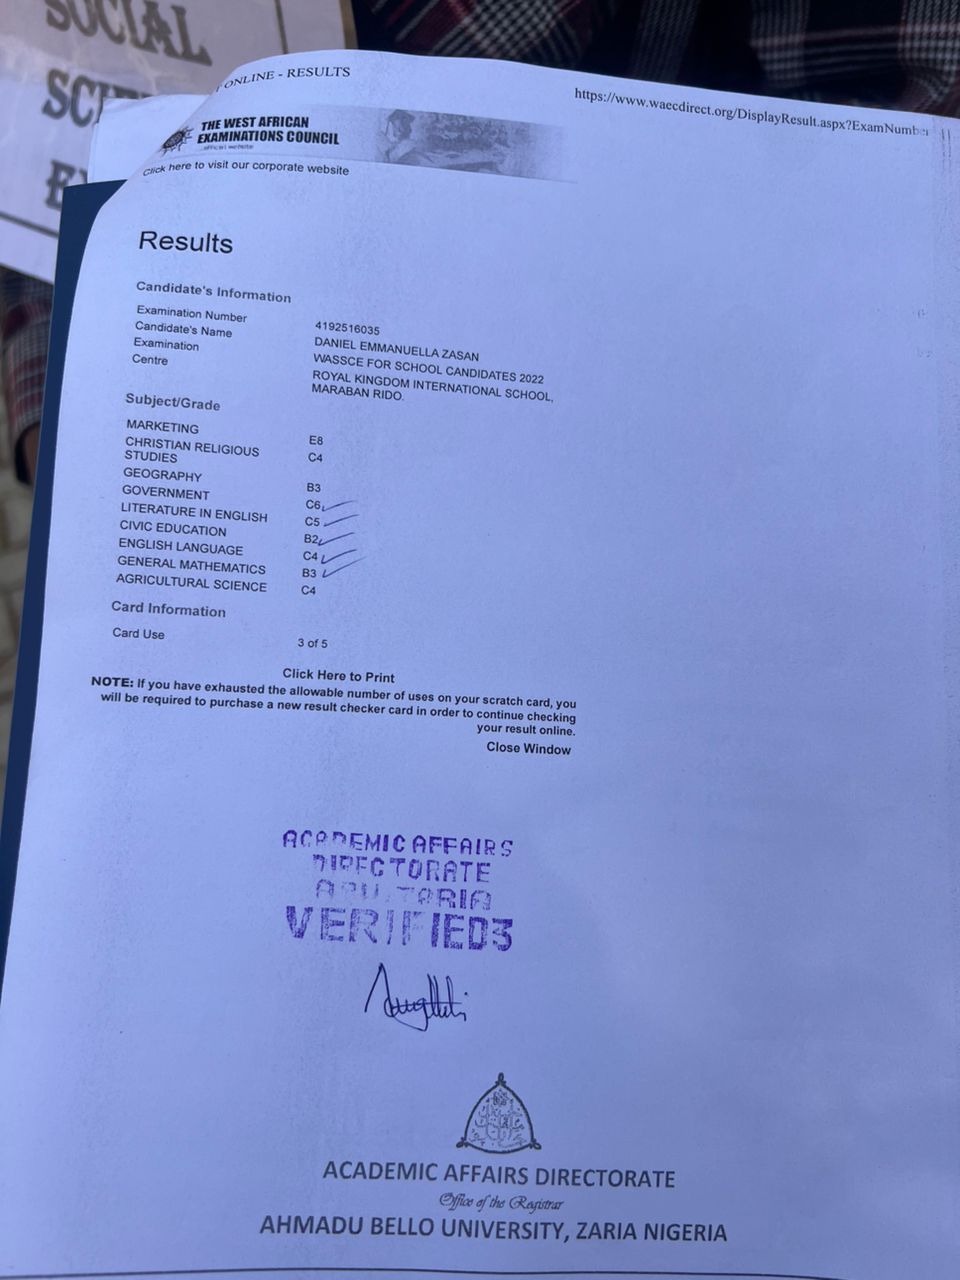 SOCIAL
ONLINE - RESULTS
https://www.waecdirect.org/DisplayResult.aspx?ExamNumber
THE WEST AFRICAN
EXAMINATIONS COUNCIL
...official website
Click here to visit our corporate website
Results
Candidate's Information
Examination Number 4192516035
Candidate's Name DANIEL EMMANUELLA ZASAN
Examination WASSCE FOR SCHOOL CANDIDATES 2022
Centre ROYAL KINGDOM INTERNATIONAL SCHOOL,
MARABAN RIDO.
Subject/Grade
MARKETING E8
CHRISTIAN RELIGIOUS C4
STUDIES
GEOGRAPHY B3
GOVERNMENT C6
LITERATURE IN ENGLISH C5
CIVIC EDUCATION B2
ENGLISH LANGUAGE C4
GENERAL MATHEMATICS B3
AGRICULTURAL SCIENCE C4
Card Information
Card Use 3 of 5
Click Here to Print
NOTE: If you have exhausted the allowable number of uses on your scratch card, you
will be required to purchase a new result checker card in order to continue checking
your result online.
Close Window
ACADEMIC AFFAIRS
DIRECTORATE
VERIFIED3
ACADEMIC AFFAIRS DIRECTORATE
Office of the Registrar
AHMADU BELLO UNIVERSITY, ZARIA NIGERIA